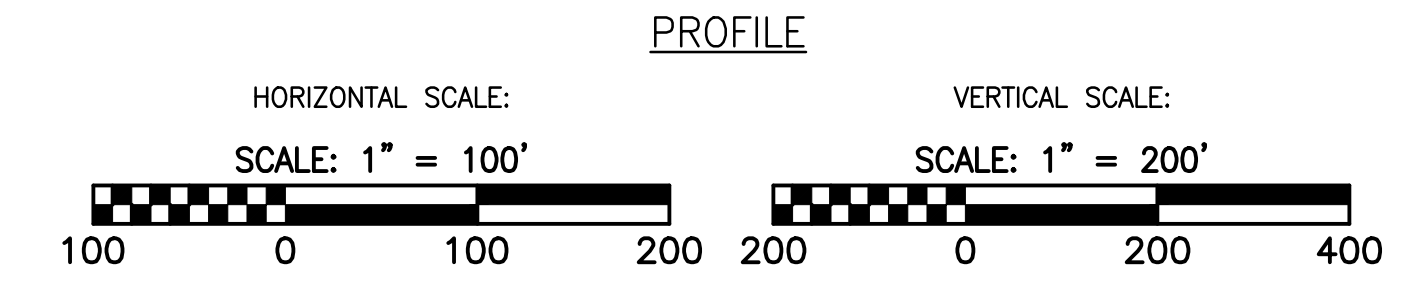 PROFILE
HORIZONTAL SCALE:
SCALE: 1” = 100’
100 0 100 200
VERTICAL SCALE:
SCALE: 1” = 200’
200 0 200 400